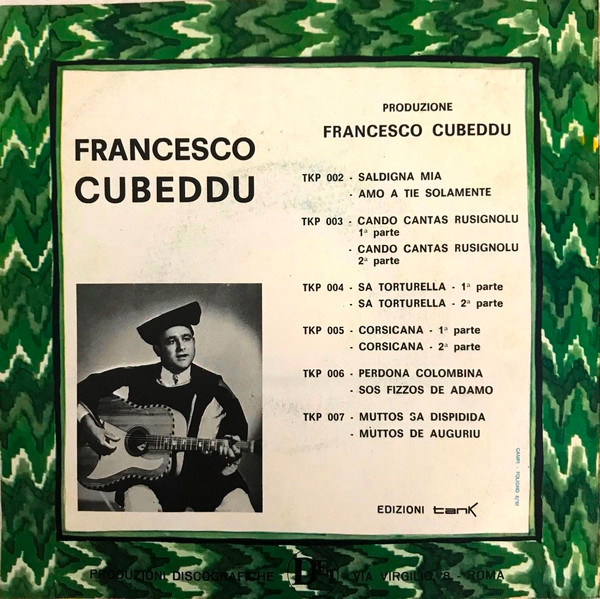 FRANCESCO
CUBEDDU
PRODUZIONE
FRANCESCO CUBEDDU
TKP 002 - SALDIGNA MIA
- AMO A TIE SOLAMENTE
TKP 003 - CANDO CANTAS RUSIGNOLU
1ª parte
- CANDO CANTAS RUSIGNOLU
2ª parte
TKP 004 - SA TORTURELLA - 1ª parte
- SA TORTURELLA - 2ª parte
TKP 005 - CORSICANA - 1ª parte
- CORSICANA - 2ª parte
TKP 006 - PERDONA COLOMBINA
- SOS FIZZOS DE ADAMO
TKP 007 - MUTTOS SA DISPIDIDA
- MUTTOS DE AUGURIU
EDIZIONI tank
CAMPI - FOLIGNO
PRODUZIONI DISCOGRAFICHE VIA VIRGILIO, 8 - ROMA